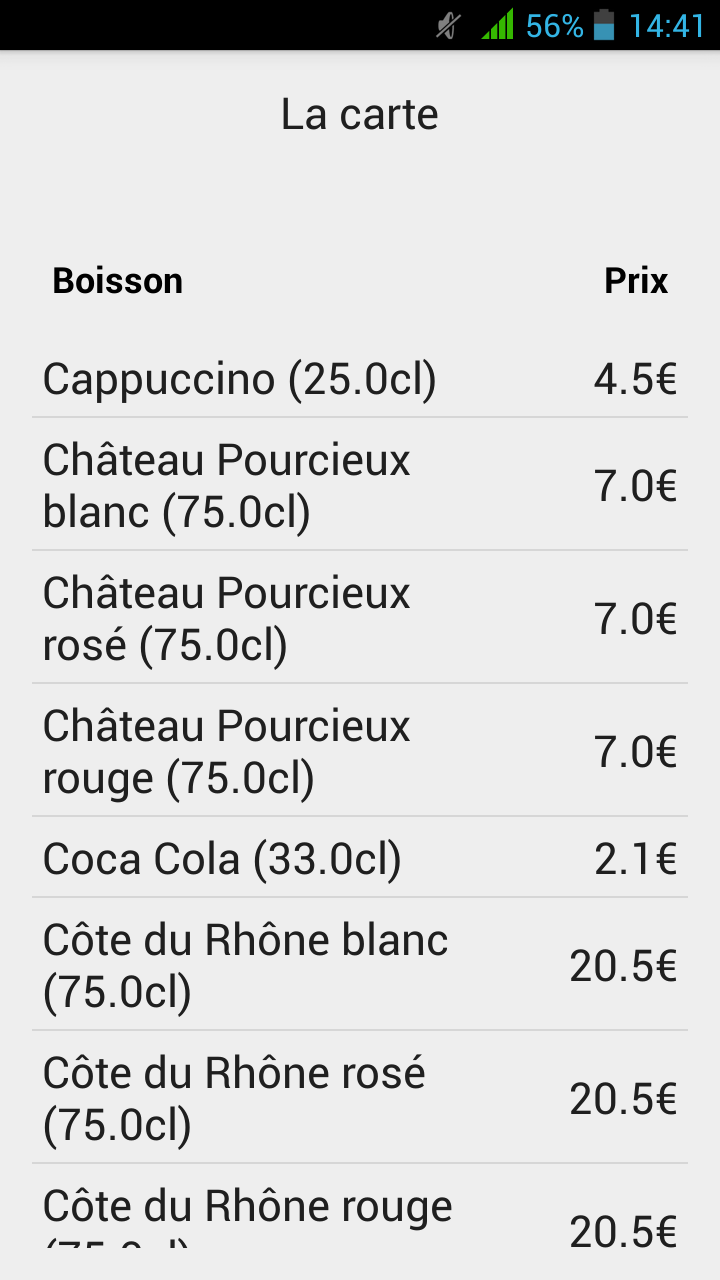 56% 14:41
La carte
Boisson Prix
Cappuccino (25.0cl) 4.5€
Château Pourcieux
blanc (75.0cl) 7.0€
Château Pourcieux
rosé (75.0cl) 7.0€
Château Pourcieux
rouge (75.0cl) 7.0€
Coca Cola (33.0cl) 2.1€
Côte du Rhône blanc
(75.0cl) 20.5€
Côte du Rhône rosé
(75.0cl) 20.5€
Côte du Rhône rouge
20.5€